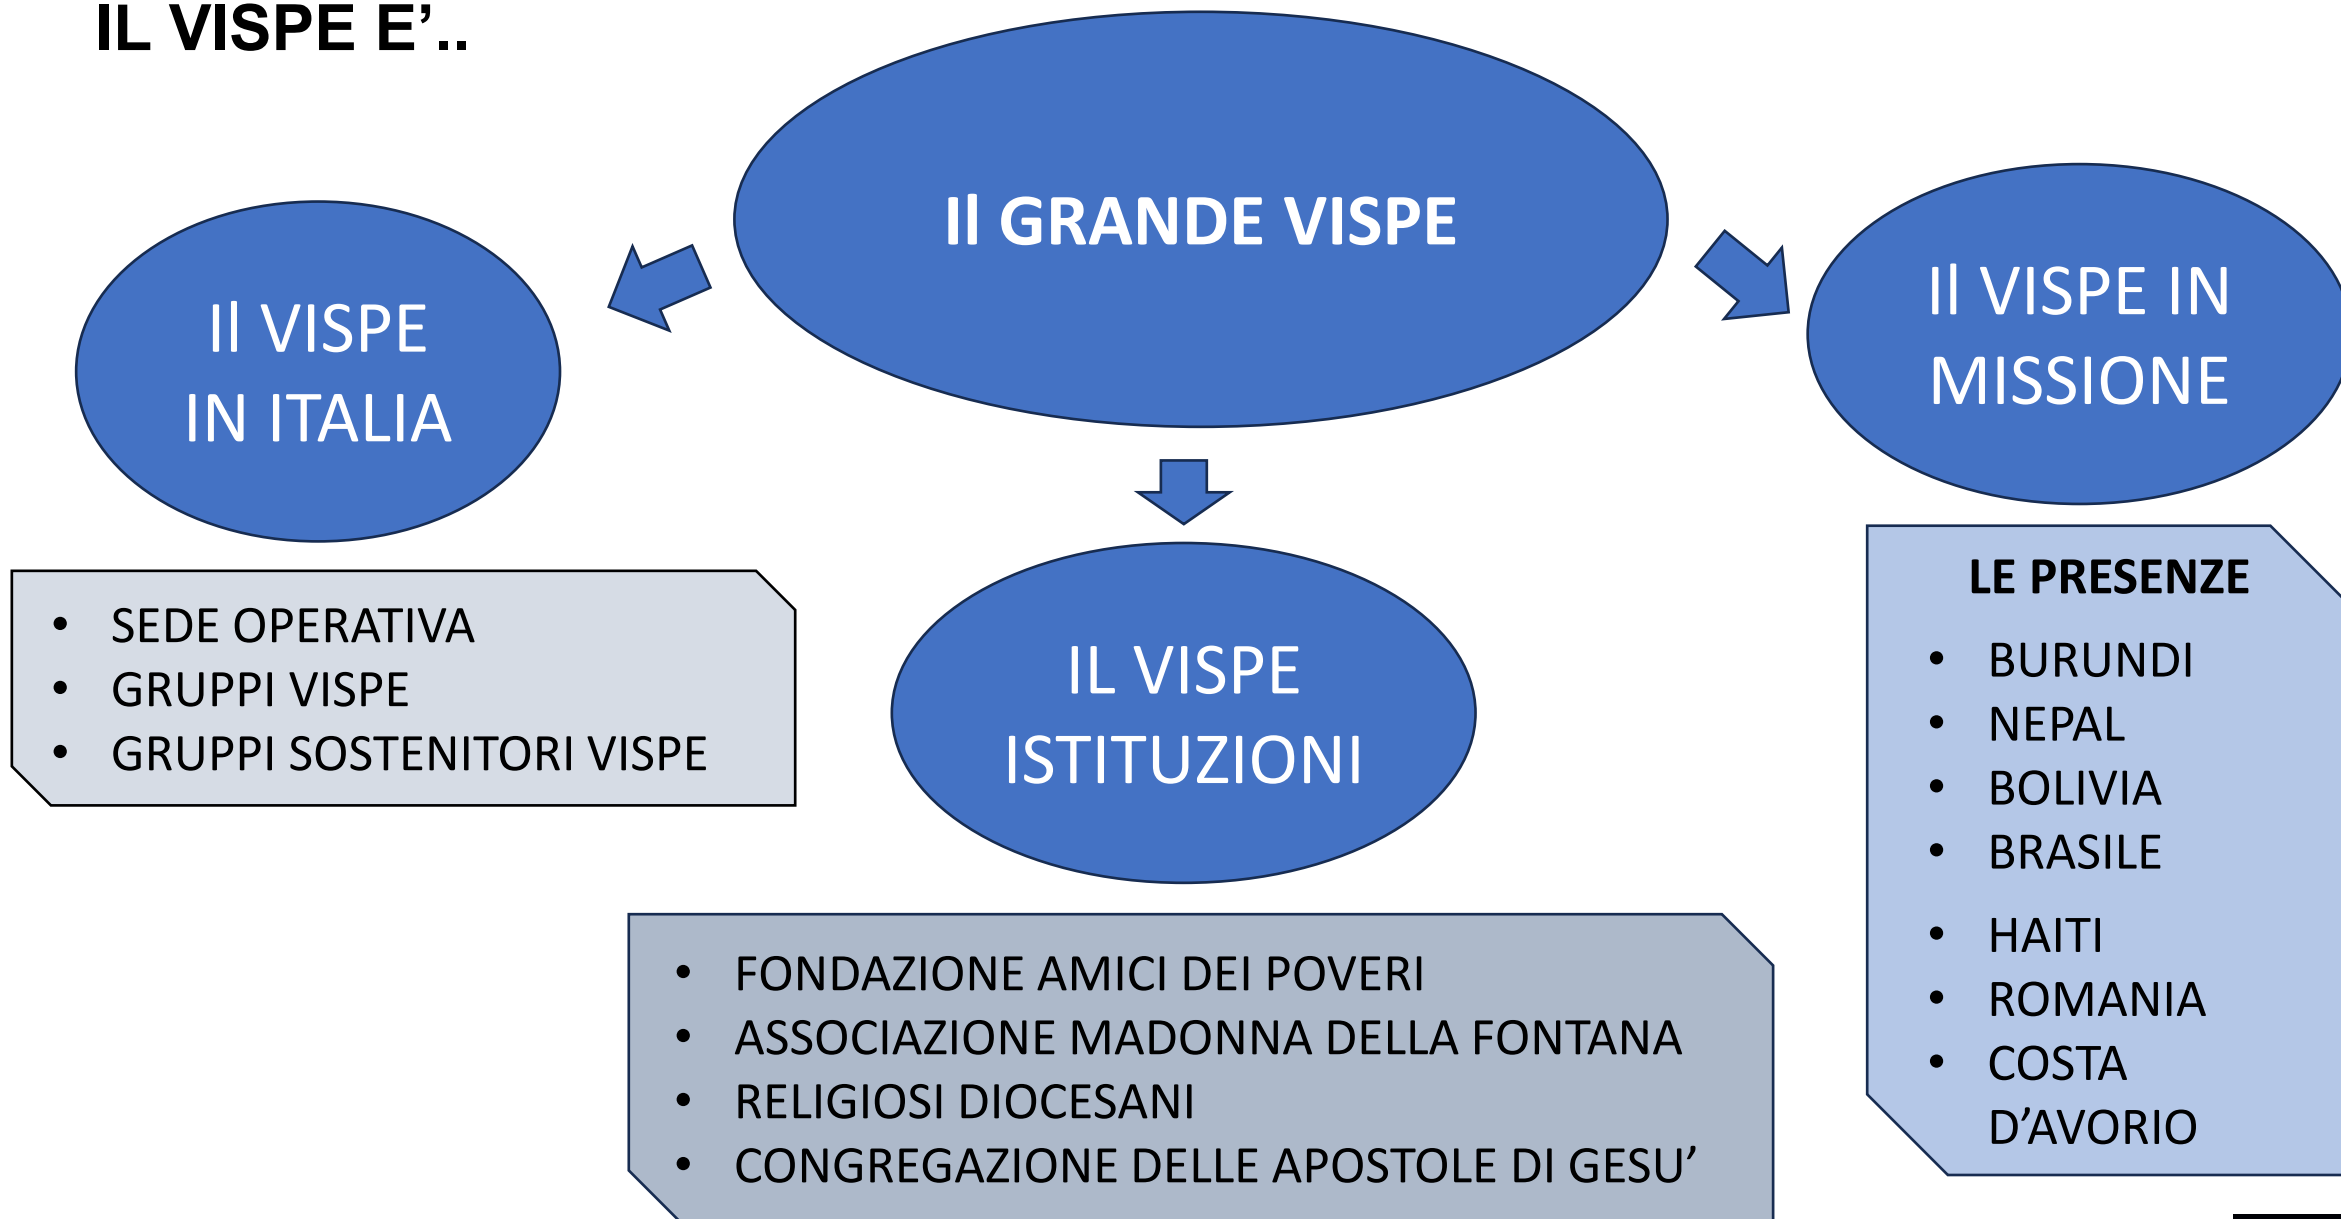 IL VISPE E’..
Il GRANDE VISPE
Il VISPE
IN ITALIA
• SEDE OPERATIVA
• GRUPPI VISPE
• GRUPPI SOSTENITORI VISPE
IL VISPE
ISTITUZIONI
• FONDAZIONE AMICI DEI POVERI
• ASSOCIAZIONE MADONNA DELLA FONTANA
• RELIGIOSI DIOCESANI
• CONGREGAZIONE DELLE APOSTOLE DI GESU’
Il VISPE IN
MISSIONE
LE PRESENZE
• BURUNDI
• NEPAL
• BOLIVIA
• BRASILE
• HAITI
• ROMANIA
• COSTA
D’AVORIO